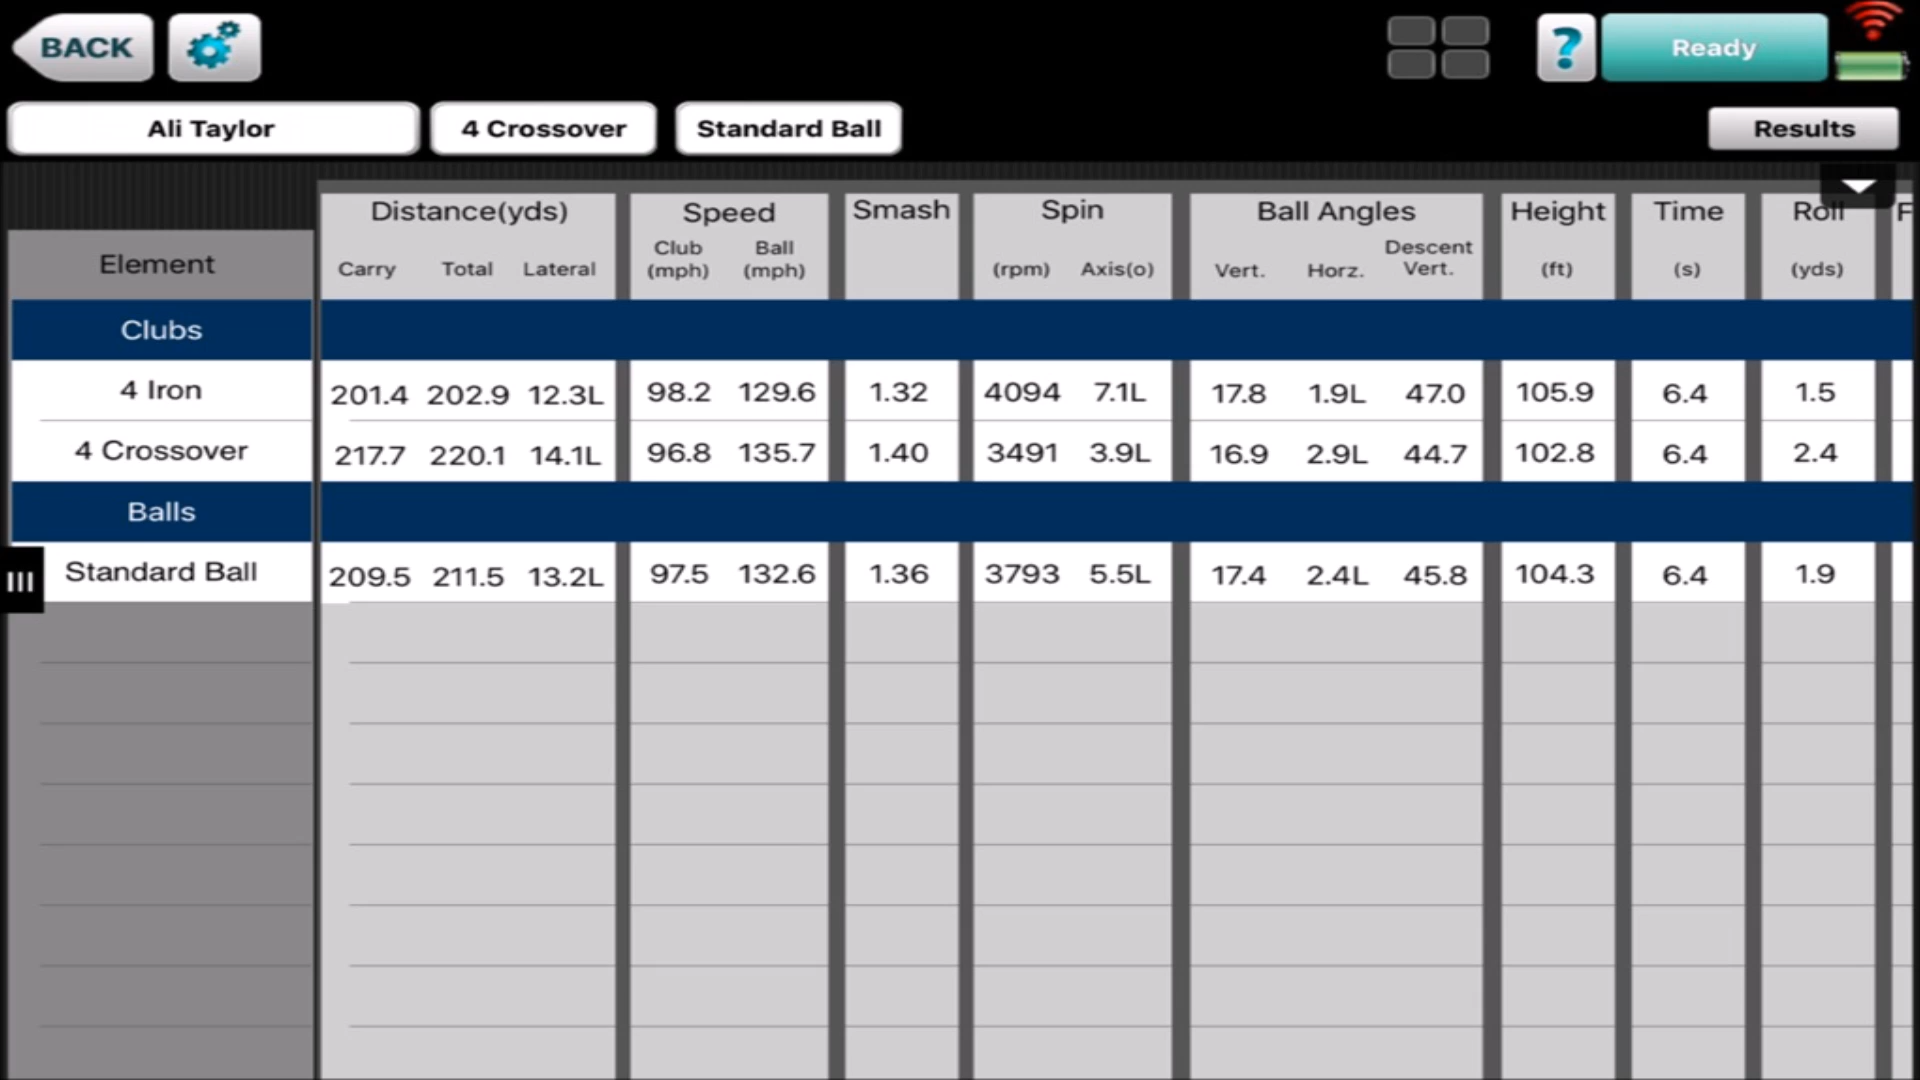 BACK
?
Ready
Ali Taylor
4 Crossover
Standard Ball
Results
Element
Distance(yds)
Carry Total Lateral
Speed
Club (mph) Ball (mph)
Smash
Spin
(rpm) Axis(o)
Ball Angles
Vert. Horz. Descent Vert.
Height
(ft)
Time
(s)
Roll
(yds)
F
Clubs
4 Iron 201.4 202.9 12.3L 98.2 129.6 1.32 4094 7.1L 17.8 1.9L 47.0 105.9 6.4 1.5
4 Crossover 217.7 220.1 14.1L 96.8 135.7 1.40 3491 3.9L 16.9 2.9L 44.7 102.8 6.4 2.4
Balls
Standard Ball 209.5 211.5 13.2L 97.5 132.6 1.36 3793 5.5L 17.4 2.4L 45.8 104.3 6.4 1.9